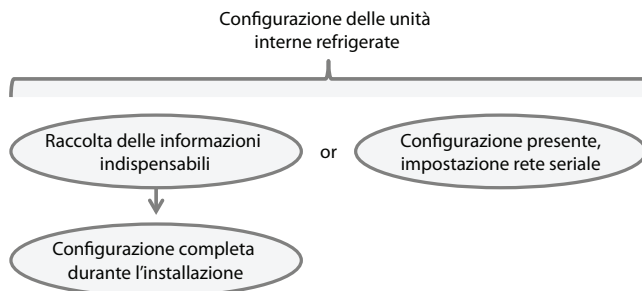 Configurazione delle unità
interne refrigerate
Raccolta delle informazioni
indispensabili
or
Configurazione presente,
impostazione rete seriale
Configurazione completa
durante l'installazione